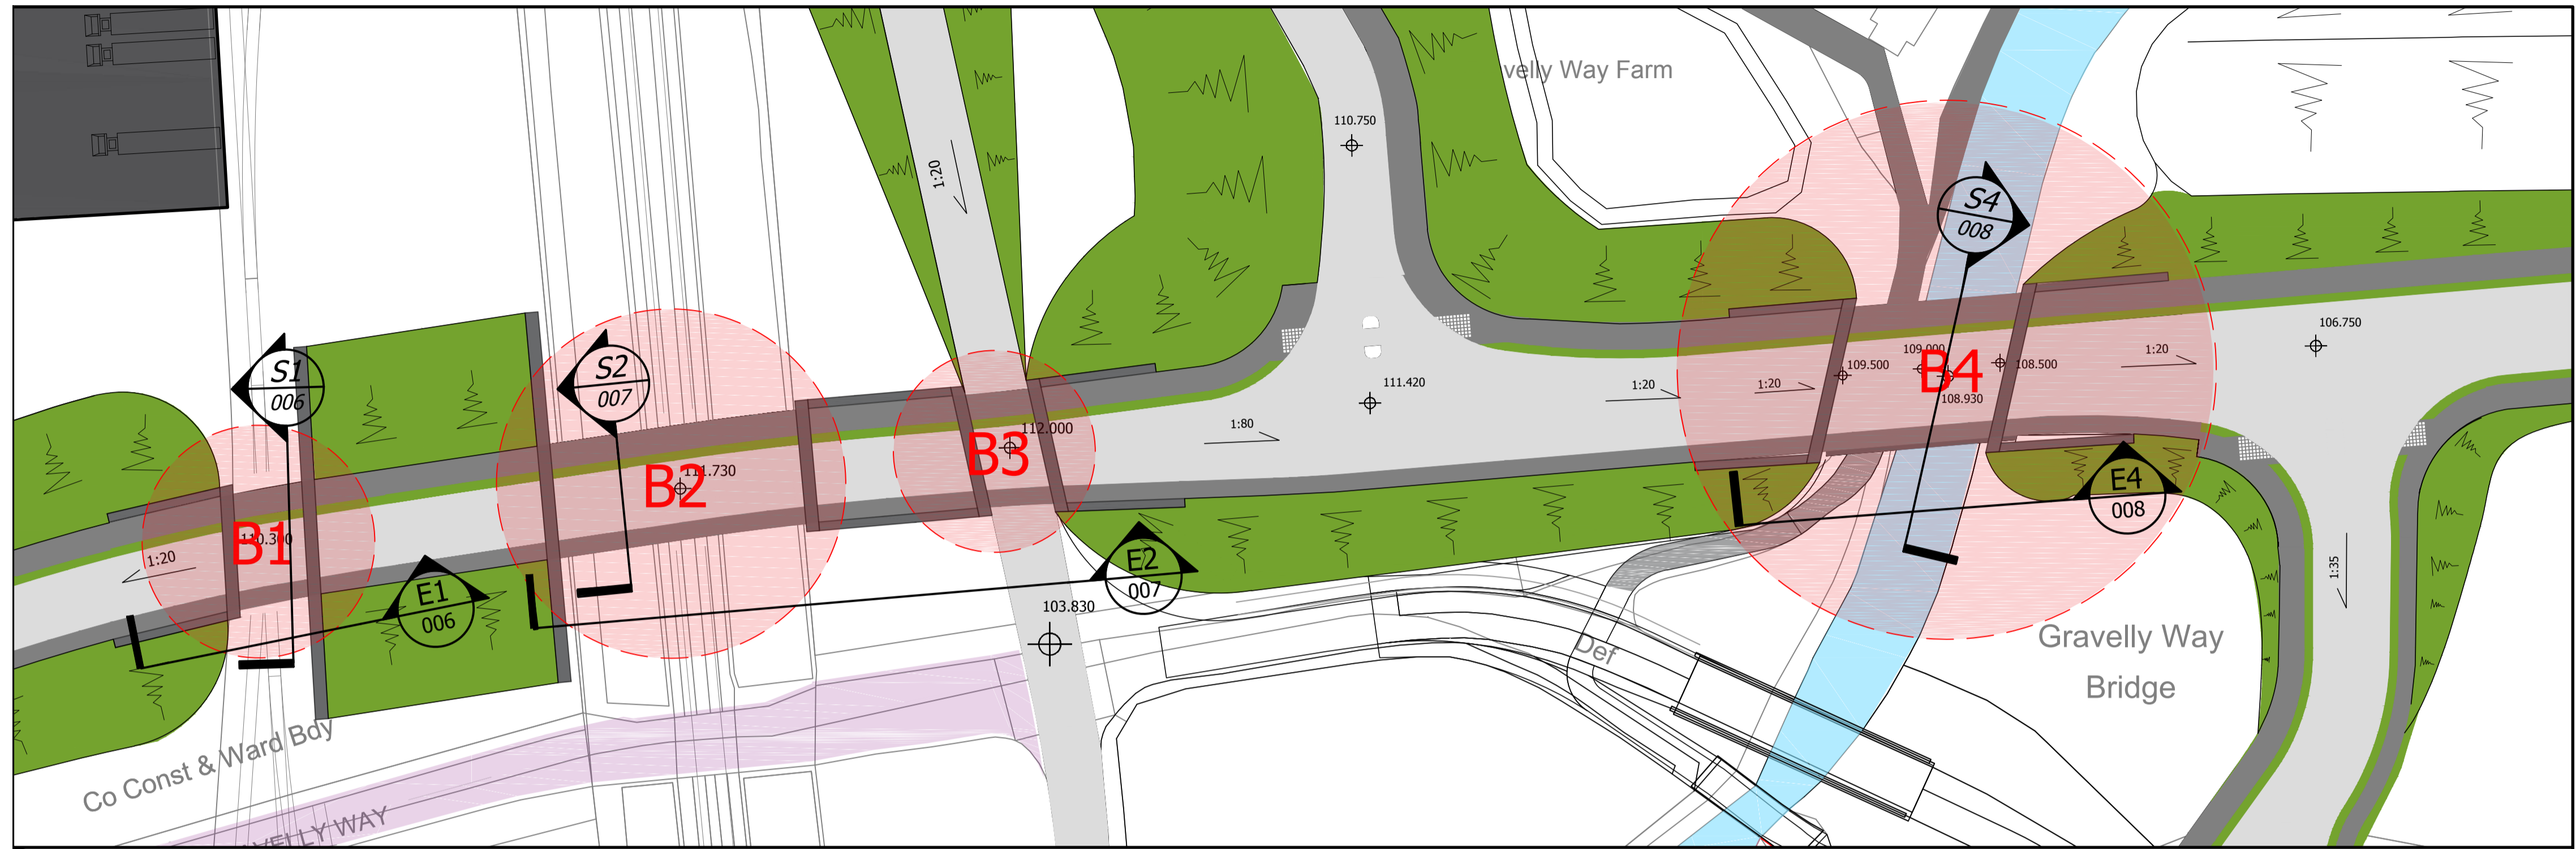 velly Way Farm
110.750
1:20
S4
008
106.750
S1
006
S2
007
109.000
109.500
B4
108.500
1:20
1:20
1:20
108.930
111.420
1:80
112.000
B3
111.730
B2
110.300
B1
1:20
E1
006
E2
007
E4
008
103.830
1:35
Gravelly Way
Bridge
Def
Co Const & Ward Bdy
VELLY WAY